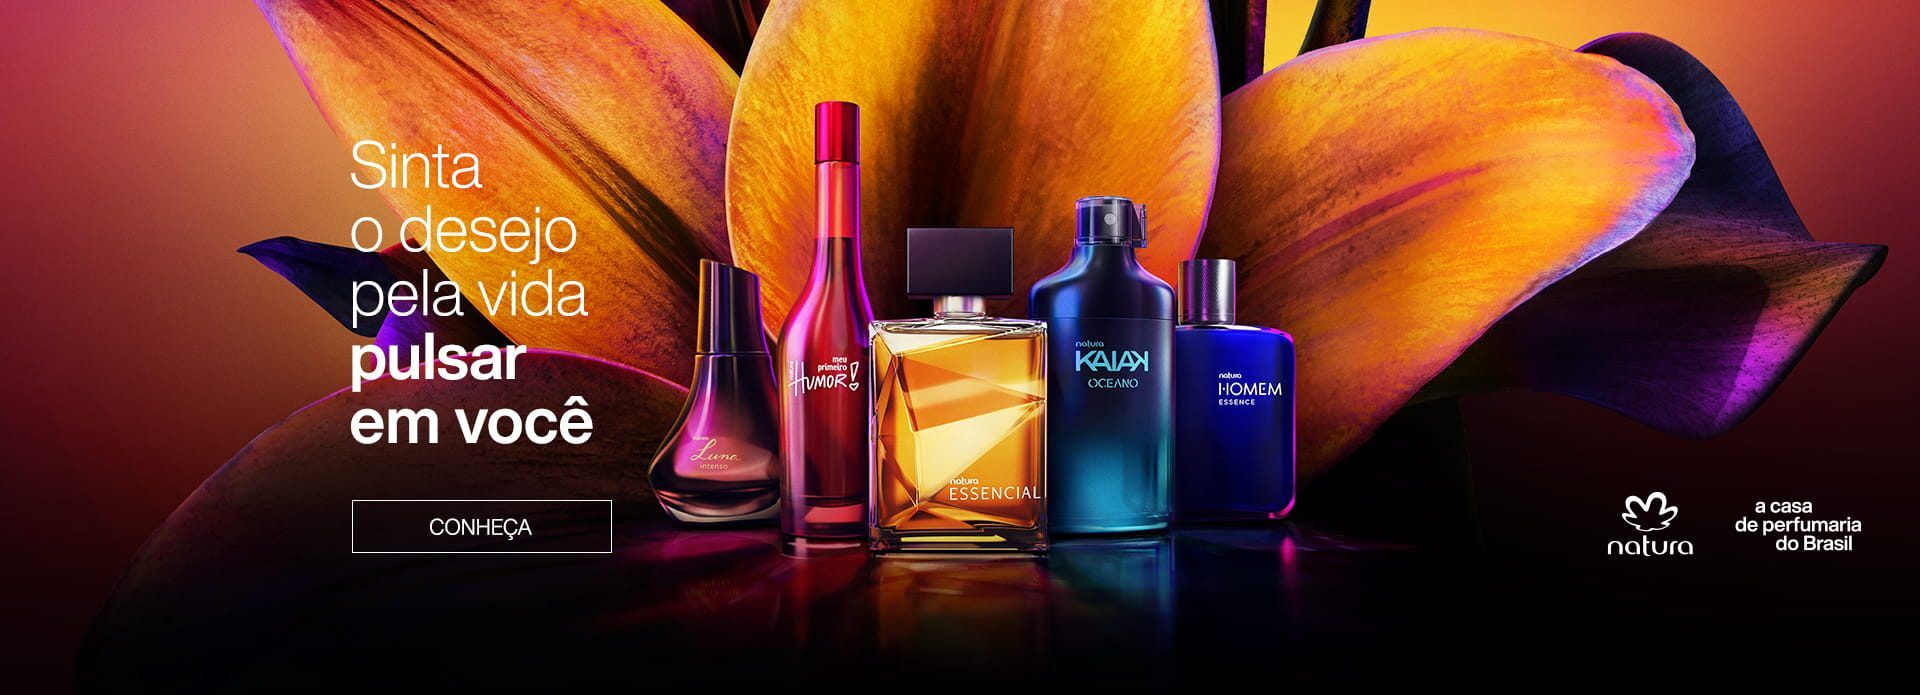 Sinta
o desejo
pela vida
pulsar
em você
CONHEÇA
natura
Luna
intenso
natura
meu
primeiro
HUMOR!
natura
ESSENCIAL
natura
KAIAK
OCEANO
natura
HOMEM
ESSENCE
natura
a casa
de perfumaria
do Brasil